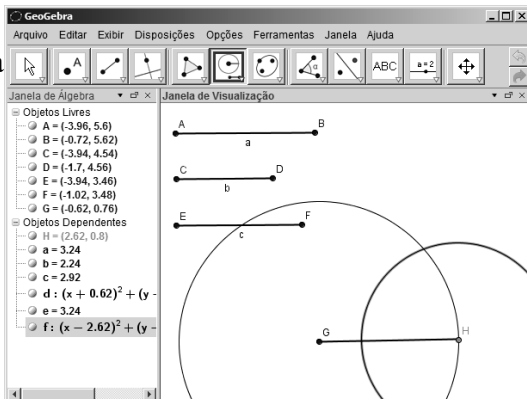 GeoGebra
Arquivo Editar Exibir Disposições Opções Ferramentas Janela Ajuda
a
A
α
ABC
a = 2
Janela de Álgebra
Janela de Visualização
Objetos Livres
A = (-3.96, 5.6)
B = (-0.72, 5.62)
C = (-3.94, 4.54)
D = (-1.7, 4.56)
E = (-3.94, 3.46)
F = (-1.02, 3.48)
G = (-0.62, 0.76)
Objetos Dependentes
H = (2.62, 0.8)
a = 3.24
b = 2.24
c = 2.92
d : (x + 0.62)² + (y -
e = 3.24
f : (x − 2.62)² + (y -
A
B
a
C
D
b
E
F
c
G
H